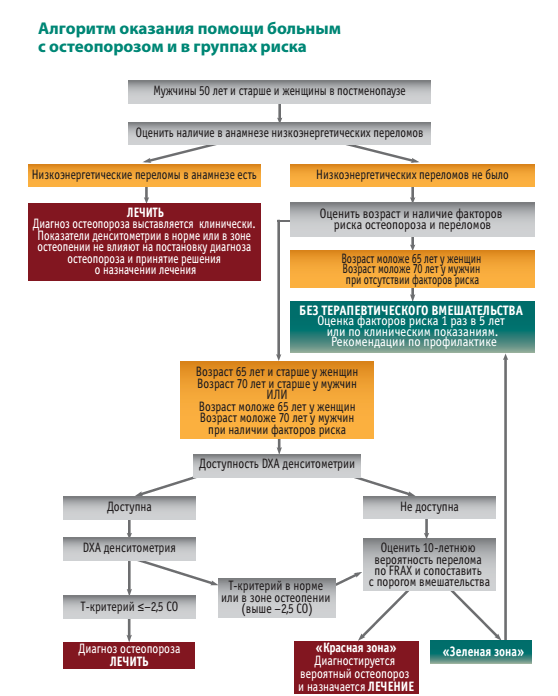 Алгоритм оказания помощи больным
с остеопорозом и в группах риска
Мужчины 50 лет и старше и женщины в постменопаузе
Оценить наличие в анамнезе низкоэнергетических переломов
Низкоэнергетические переломы в анамнезе есть
Низкоэнергетических переломов не было
ЛЕЧИТЬ
Диагноз остеопороза выставляется клинически.
Показатели денситометрии в норме или в зоне
остеопении не влияют на постановку диагноза
остеопороза и принятие решения
о назначении лечения
Оценить возраст и наличие факторов
риска остеопороза и переломов
Возраст моложе 65 лет у женщин
Возраст моложе 70 лет у мужчин
при отсутствии факторов риска
БЕЗ ТЕРАПЕВТИЧЕСКОГО ВМЕШАТЕЛЬСТВА
Оценка факторов риска 1 раз в 5 лет
или по клиническим показаниям.
Рекомендации по профилактике
Возраст 65 лет и старше у женщин
Возраст 70 лет и старше у мужчин
ИЛИ
Возраст моложе 65 лет у женщин
Возраст моложе 70 лет у мужчин
при наличии факторов риска
Доступность DXA денситометрии
Доступна
Не доступна
DXA денситометрия
Оценить 10-летнюю
вероятность перелома
по FRAX и сопоставить
с порогом вмешательства
Т-критерий в норме
или в зоне остеопении
(выше –2,5 СО)
Т-критерий ≤–2,5 СО
Диагноз остеопороза
ЛЕЧИТЬ
«Красная зона»
Диагностируется
вероятный остеопороз
и назначается ЛЕЧЕНИЕ
«Зеленая зона»